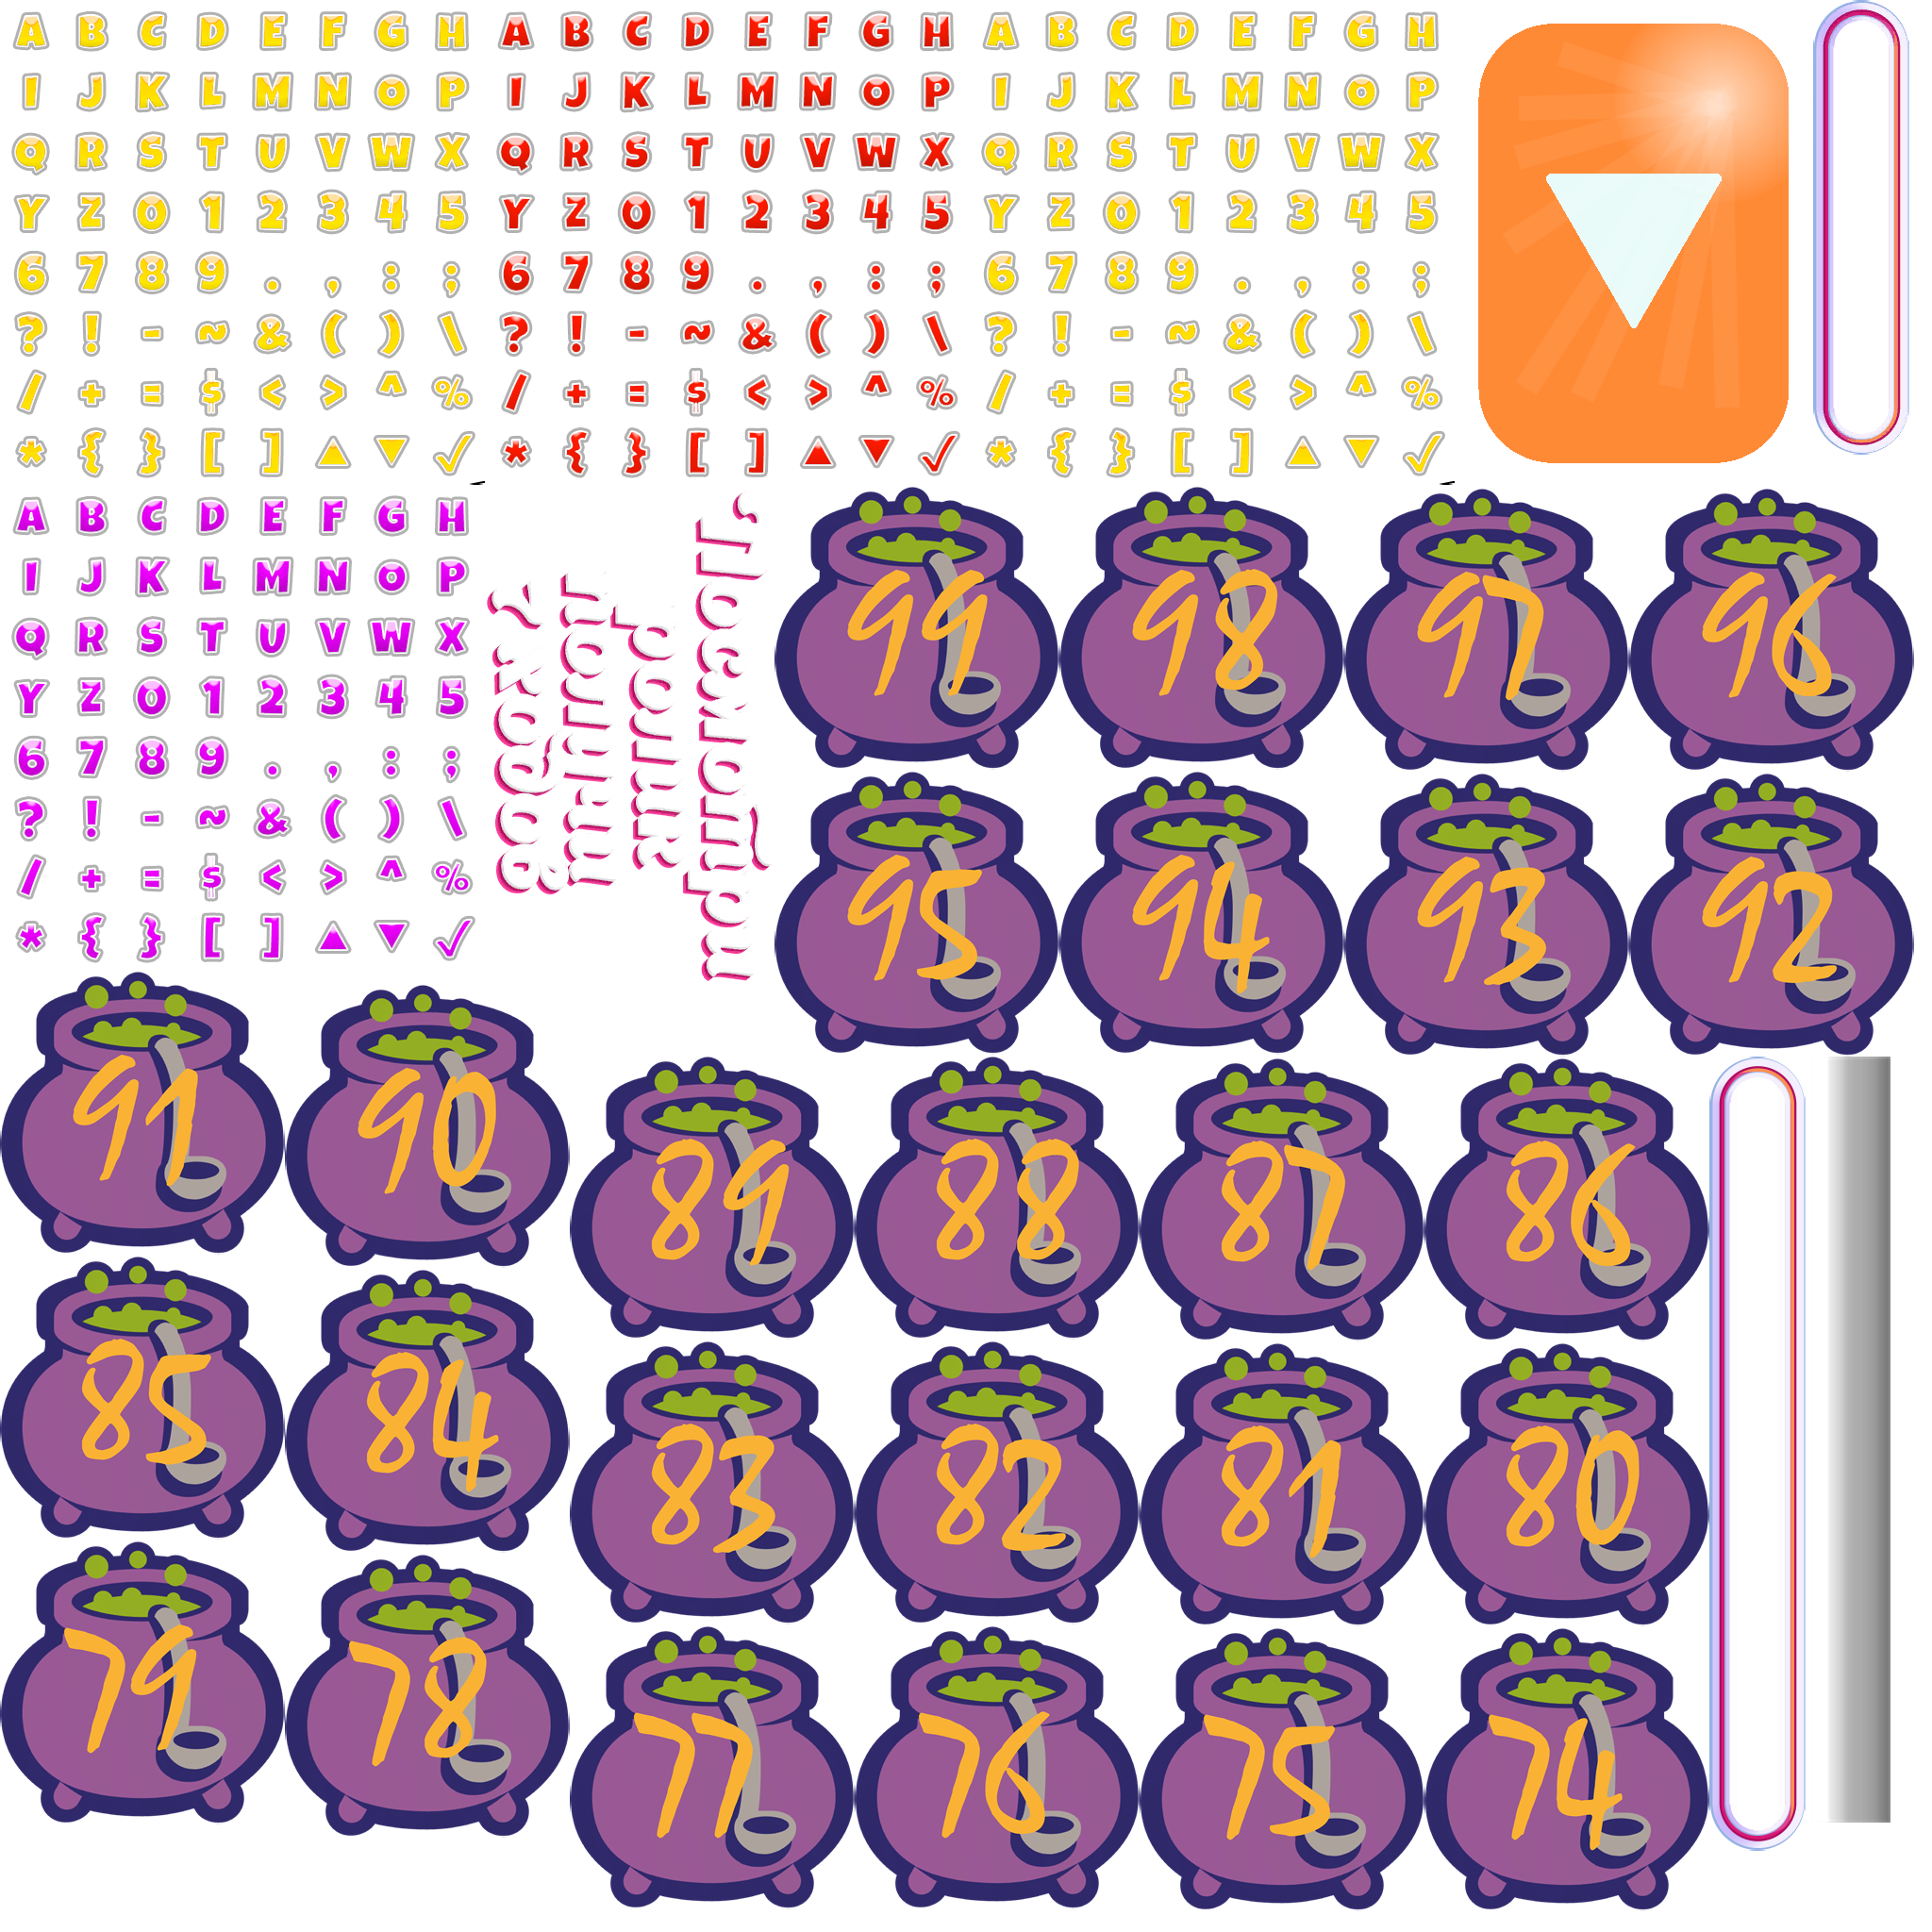 A B C D E F G H A B C D E F G H A B C D E F G H
I J K L M N O P I J K L M N O P I J K L M N O P
Q R S T U V W X Q R S T U V W X Q R S T U V W X
Y Z 0 1 2 3 4 5 Y Z 0 1 2 3 4 5 Y Z 0 1 2 3 4 5
6 7 8 9 . , : ; 6 7 8 9 . , : ; 6 7 8 9 . , : ;
? ! - ~ & ( ) \ ? ! - ~ & ( ) \ ? ! - ~ & ( ) \
/ + = $ < > ^ % / + = $ < > ^ % / + = $ < > ^ %
* { } [ ] ▲ ▼ ✓ * { } [ ] ▲ ▼ ✓ * { } [ ] ▲ ▼ ✓
A B C D E F G H
I J K L M N O P
Q R S T U V W X
Y Z 0 1 2 3 4 5
6 7 8 9 . , : ;
? ! - ~ & ( ) \
/ + = $ < > ^ %
* { } [ ] ▲ ▼ ✓
99 98 97 96
95 94 93 92
91 90
89 88 87 86
85 84
83 82 81 80
79 78
77 76 75 74